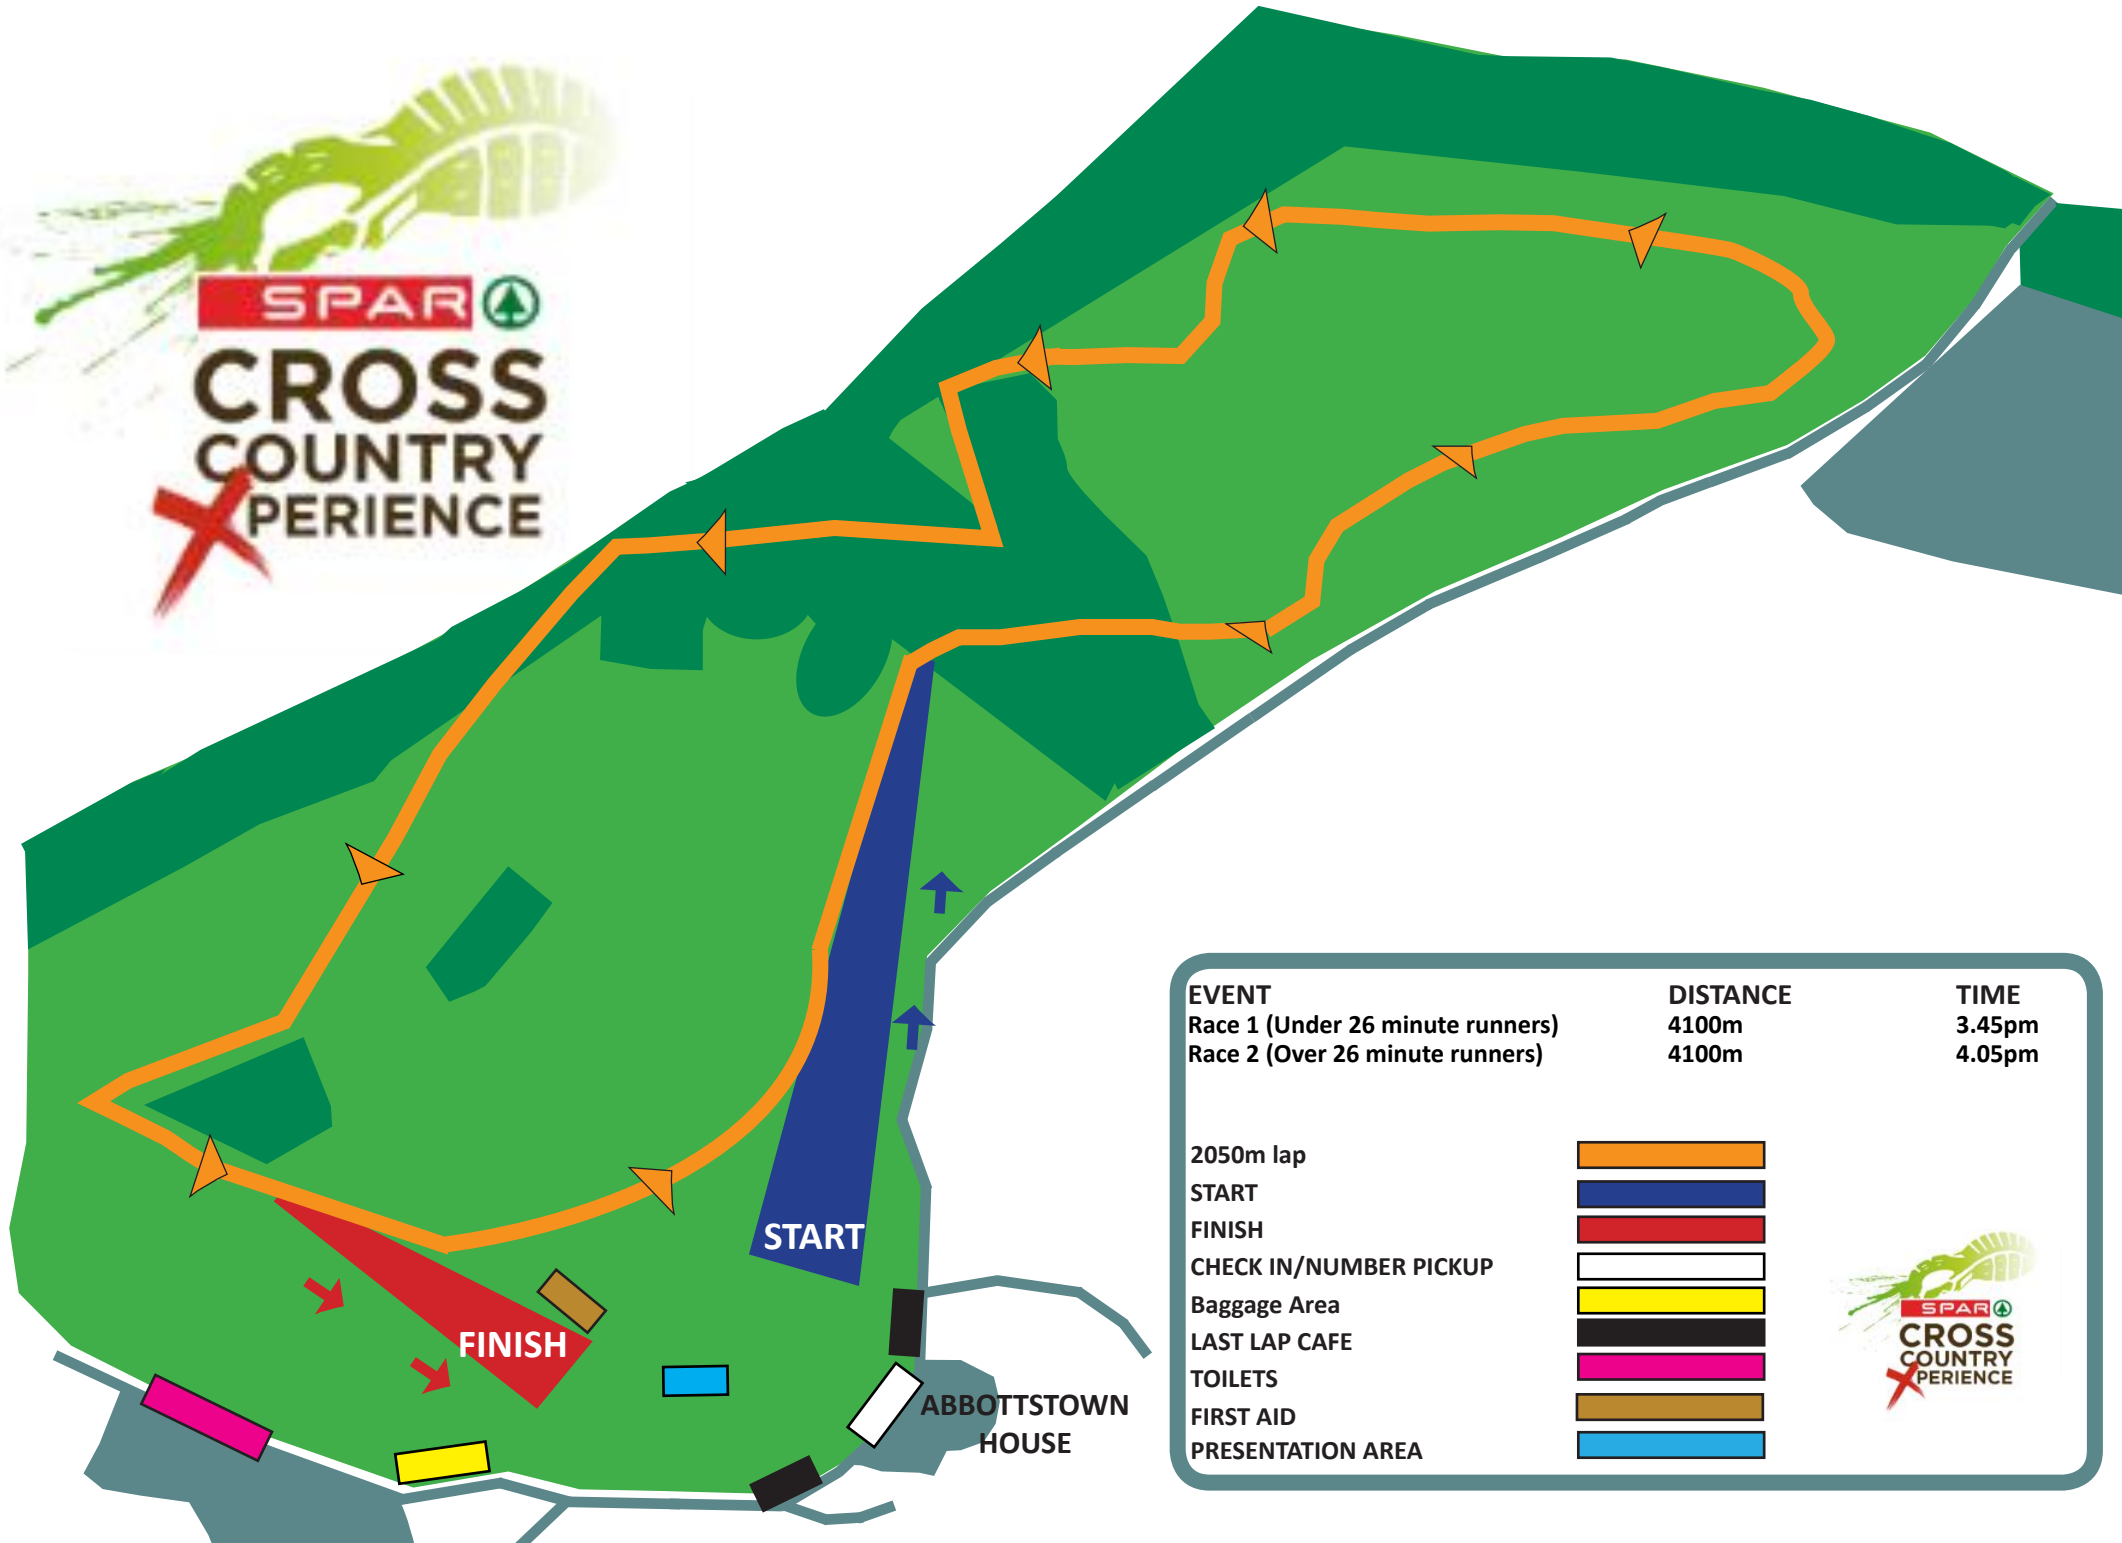 SPAR
CROSS
COUNTRY
XPERIENCE
START
FINISH
ABBOTTSTOWN
HOUSE
EVENT DISTANCE TIME
Race 1 (Under 26 minute runners) 4100m 3.45pm
Race 2 (Over 26 minute runners) 4100m 4.05pm
2050m lap
START
FINISH
CHECK IN/NUMBER PICKUP
Baggage Area
LAST LAP CAFE
TOILETS
FIRST AID
PRESENTATION AREA
SPAR
CROSS
COUNTRY
XPERIENCE